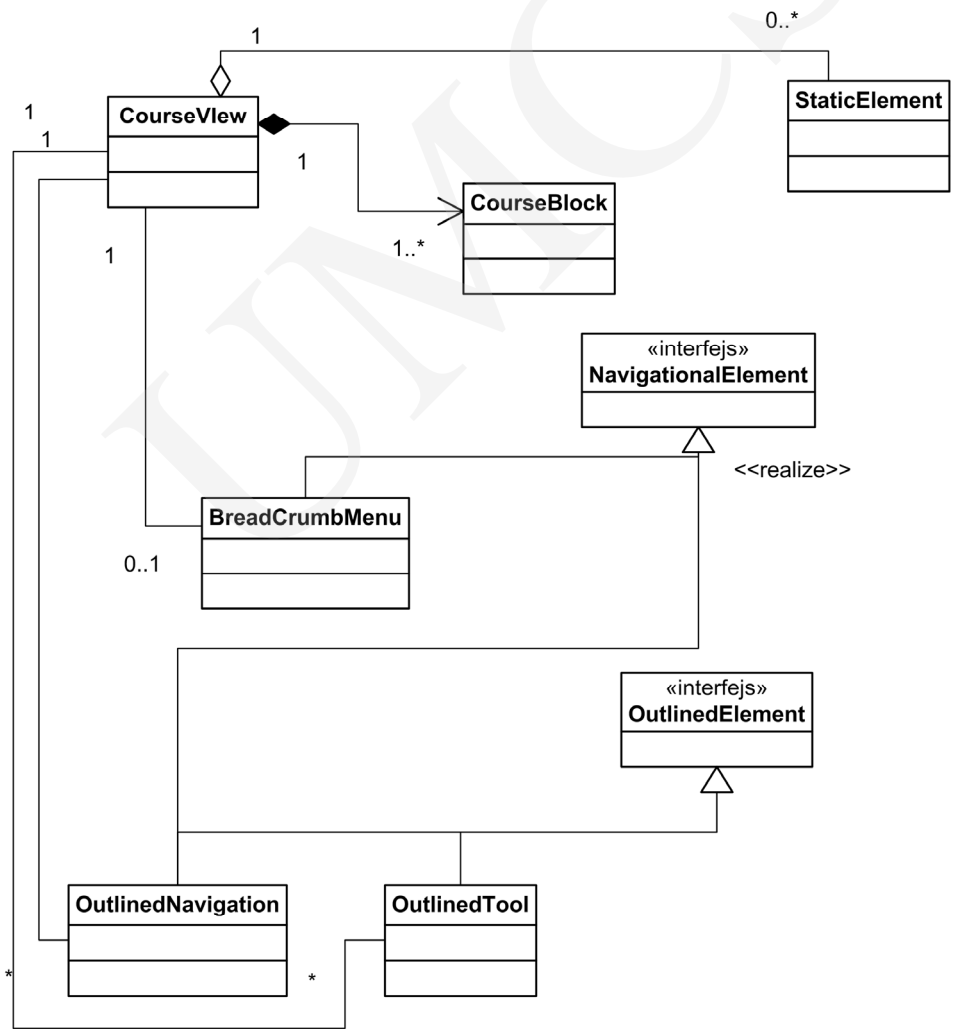 1
0..*
CourseVIew
StaticElement
1
1
1
CourseBlock
1..*
1
«interfejs»
NavigationalElement
<<realize>>
BreadCrumbMenu
0..1
«interfejs»
OutlinedElement
OutlinedNavigation
OutlinedTool
*
*
UMCS